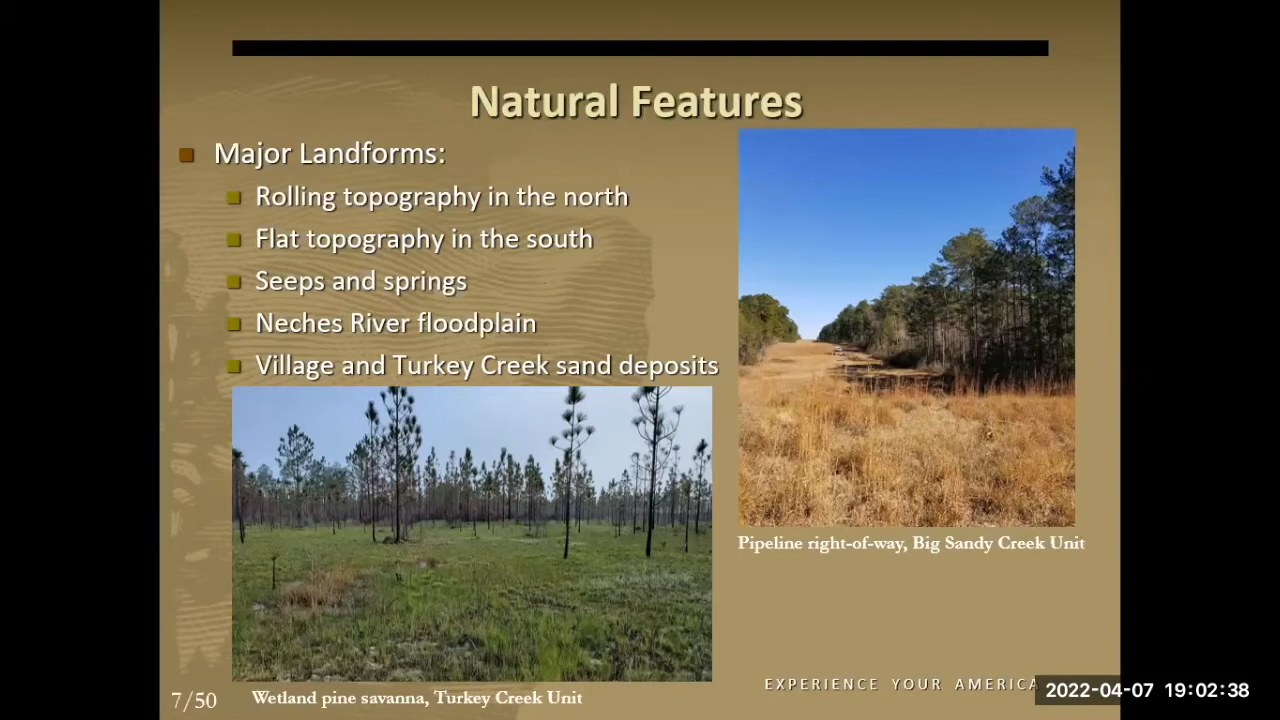 Natural Features
Major Landforms:
Rolling topography in the north
Flat topography in the south
Seeps and springs
Neches River floodplain
Village and Turkey Creek sand deposits
Pipeline right-of-way, Big Sandy Creek Unit
Wetland pine savanna, Turkey Creek Unit
7/50
EXPERIENCE YOUR AMERICA
2022-04-07 19:02:38